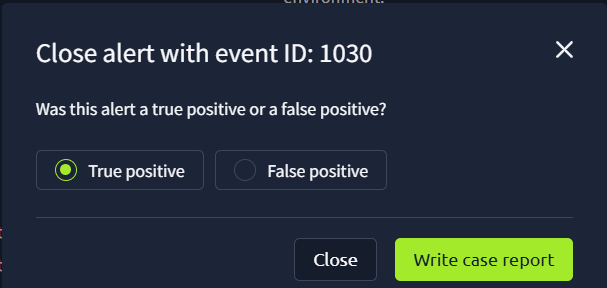 environment.
Close alert with event ID: 1030
Was this alert a true positive or a false positive?
True positive False positive
Close Write case report